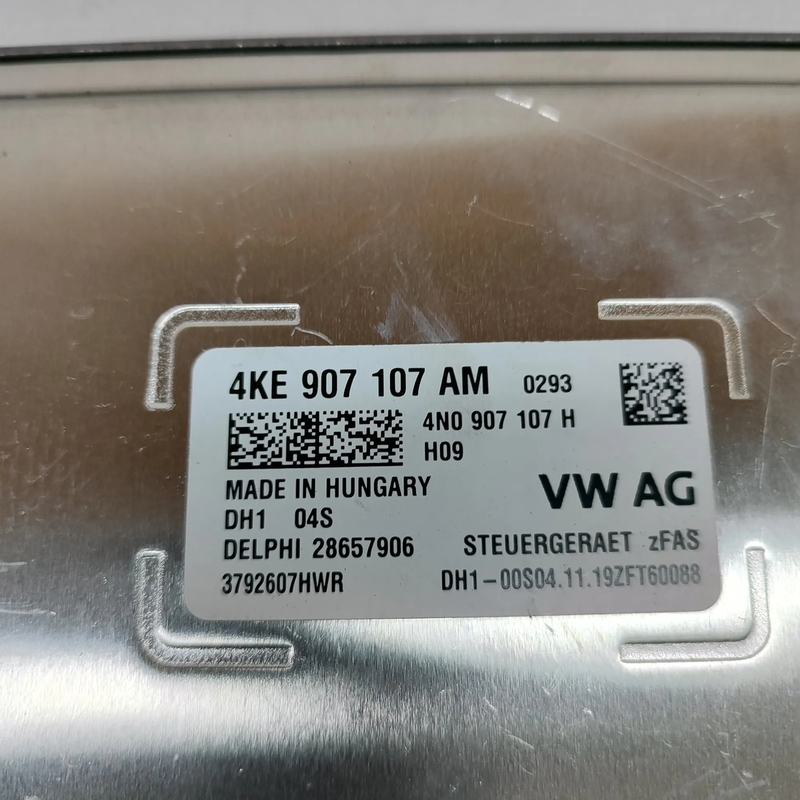 4KE 907 107 AM 0293
4N0 907 107 H
H09
MADE IN HUNGARY
VW AG
DH1 04S
DELPHI 28657906 STEUERGERAET zFAS
3792607HWR DH1-00S04.11.19ZFT60088